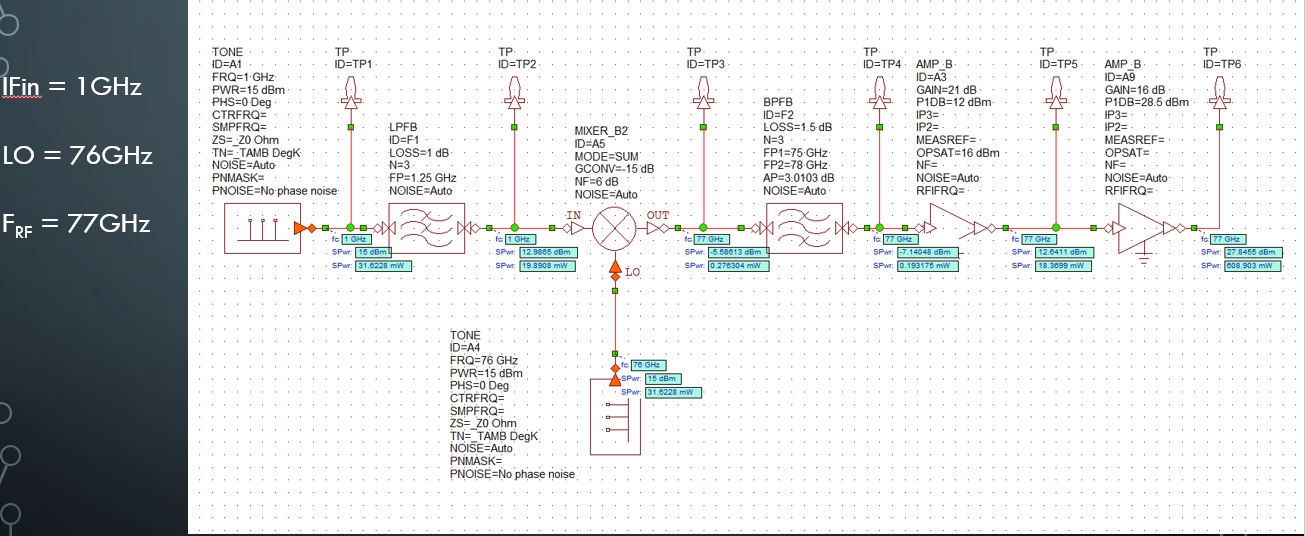 IFin = 1GHz
LO = 76GHz
FRF = 77GHz
TONE
ID=A1
FRQ=1 GHz
PWR=15 dBm
PHS=0 Deg
CTRFRQ=
SMPFRQ=
ZS=_Z0 Ohm
TN=_TAMB DegK
NOISE=Auto
PNMASK=
PNOISE=No phase noise
TP
ID=TP1
LPFB
ID=F1
LOSS=1 dB
N=3
FP=1.25 GHz
NOISE=Auto
TP
ID=TP2
MIXER_B2
ID=A5
MODE=SUM
GCONV=-15 dB
NF=6 dB
NOISE=Auto
TP
ID=TP3
BPFB
ID=F2
LOSS=1.5 dB
N=3
FP1=75 GHz
FP2=78 GHz
AP=3.0103 dB
NOISE=Auto
TP
ID=TP4
AMP_B
ID=A3
GAIN=21 dB
P1DB=12 dBm
IP3=
IP2=
MEASREF=
OPSAT=16 dBm
NF=
NOISE=Auto
RFIFRQ=
TP
ID=TP5
AMP_B
ID=A9
GAIN=16 dB
P1DB=28.5 dBm
IP3=
IP2=
MEASREF=
OPSAT=
NF=
NOISE=Auto
RFIFRQ=
TP
ID=TP6
IN
OUT
LO
fc: 1 GHz
SPwr: 15 dBm
SPwr: 31.6228 mW
fc: 1 GHz
SPwr: 12.9865 dBm
SPwr: 19.8908 mW
fc: 77 GHz
SPwr: -5.58613 dBm
SPwr: 0.276304 mW
fc: 77 GHz
SPwr: -7.14048 dBm
SPwr: 0.193175 mW
fc: 77 GHz
SPwr: 12.6411 dBm
SPwr: 18.3699 mW
fc: 77 GHz
SPwr: 27.8455 dBm
SPwr: 608.903 mW
TONE
ID=A4
FRQ=76 GHz
PWR=15 dBm
PHS=0 Deg
CTRFRQ=
SMPFRQ=
ZS=_Z0 Ohm
TN=_TAMB DegK
NOISE=Auto
PNMASK=
PNOISE=No phase noise
fc: 76 GHz
SPwr: 15 dBm
SPwr: 31.6228 mW